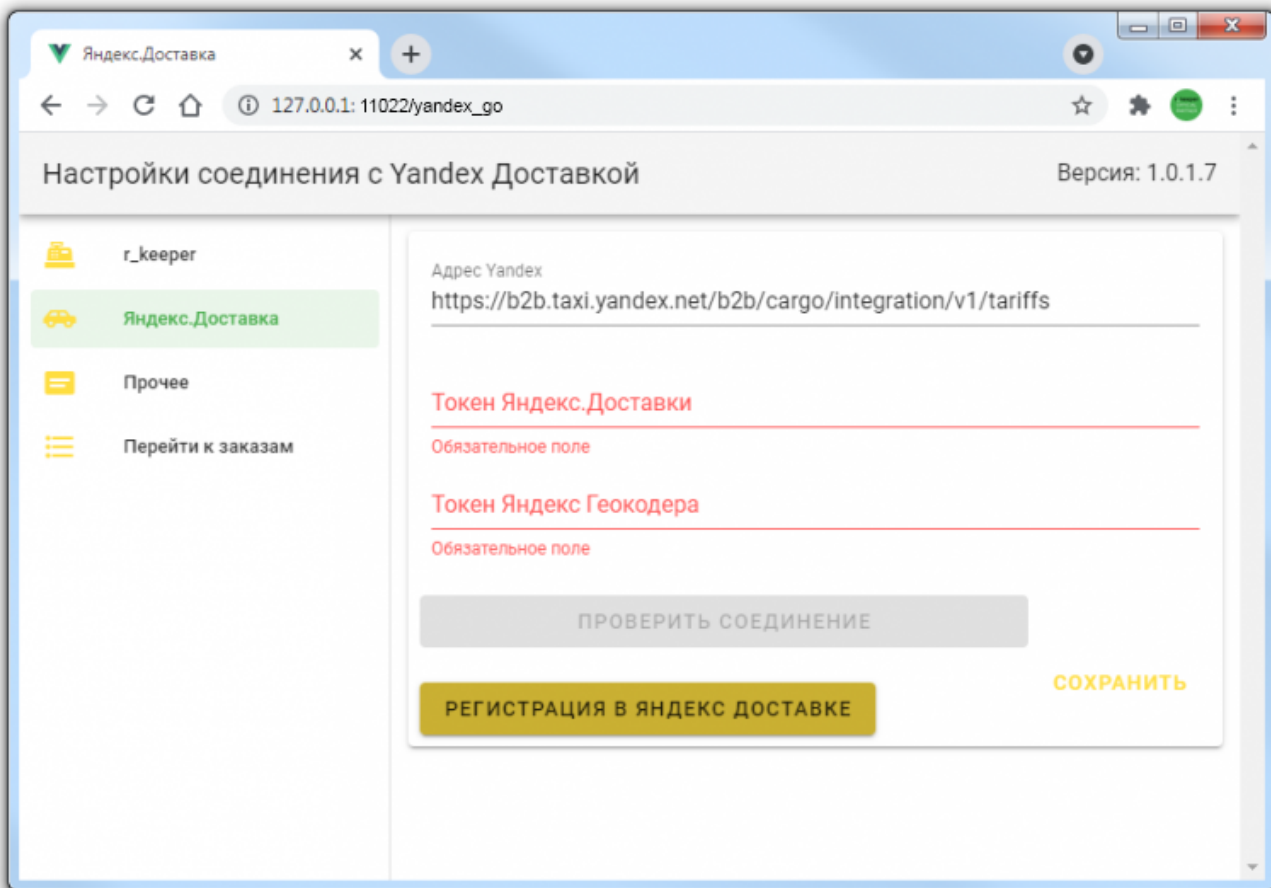 Яндекс.Доставка
127.0.0.1: 11022/yandex_go
Настройки соединения с Yandex Доставкой
Версия: 1.0.1.7
r_keeper
Яндекс.Доставка
Прочее
Перейти к заказам
Адрес Yandex
https://b2b.taxi.yandex.net/b2b/cargo/integration/v1/tariffs
Токен Яндекс.Доставки
Обязательное поле
Токен Яндекс Геокодера
Обязательное поле
ПРОВЕРИТЬ СОЕДИНЕНИЕ
СОХРАНИТЬ
РЕГИСТРАЦИЯ В ЯНДЕКС ДОСТАВКЕ